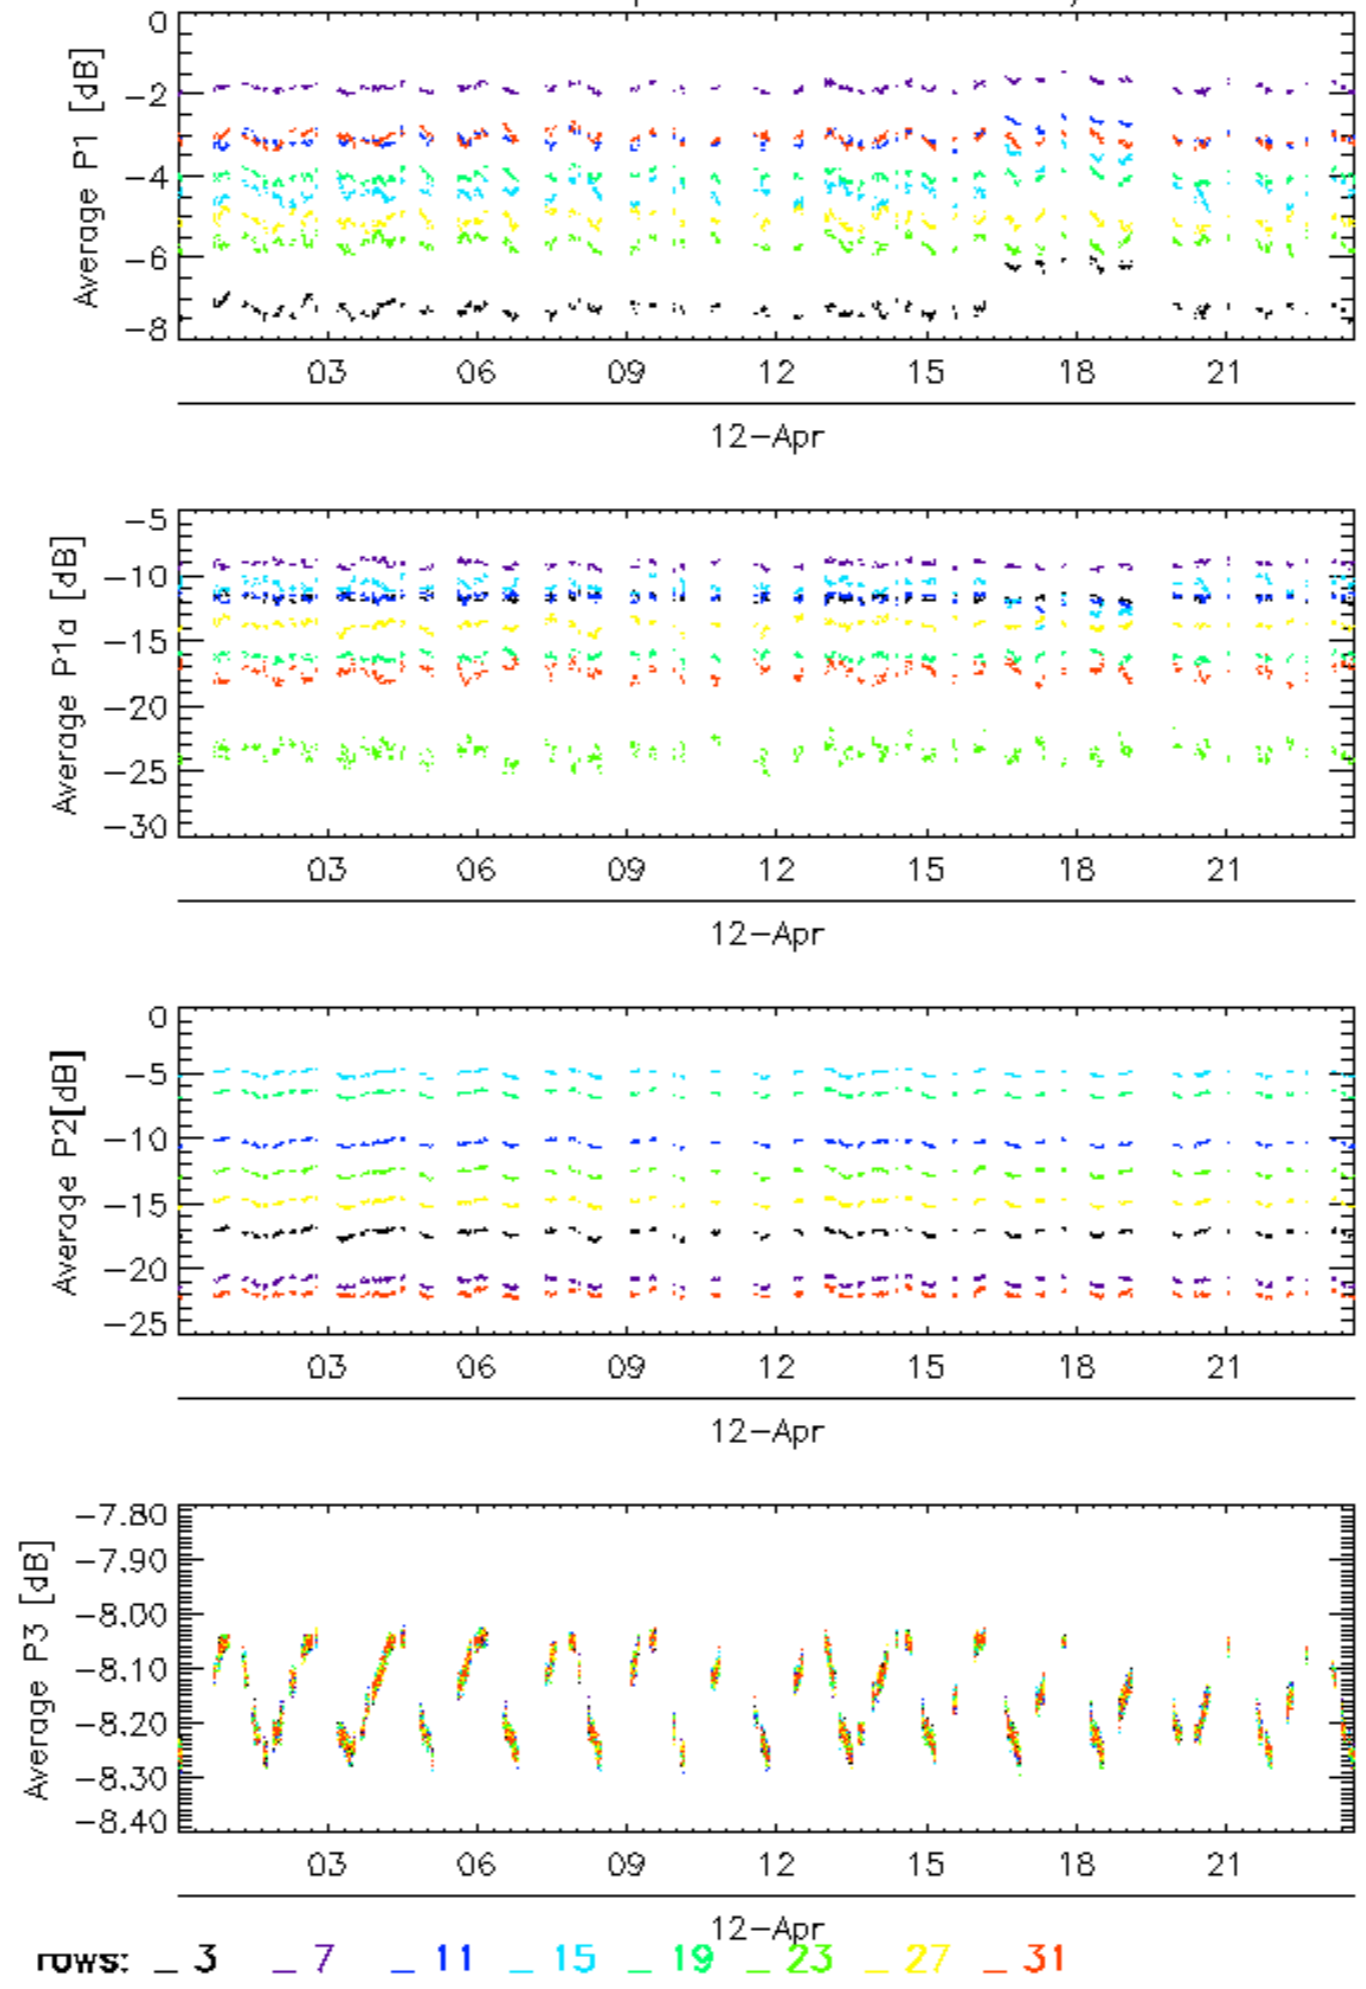 0
Average P1 [dB]
−2
−4
−6
−8
03 06 09 12 15 18 21
12−Apr
−5
Average P1a [dB]
−10
−15
−20
−25
−30
03 06 09 12 15 18 21
12−Apr
0
Average P2[dB]
−5
−10
−15
−20
−25
03 06 09 12 15 18 21
12−Apr
−7.80
Average P3 [dB]
−7.90
−8.00
−8.10
−8.20
−8.30
−8.40
03 06 09 12 15 18 21
12−Apr
rows: _ 3 _ 7 _ 11 _ 15 _ 19 _ 23 _ 27 _ 31